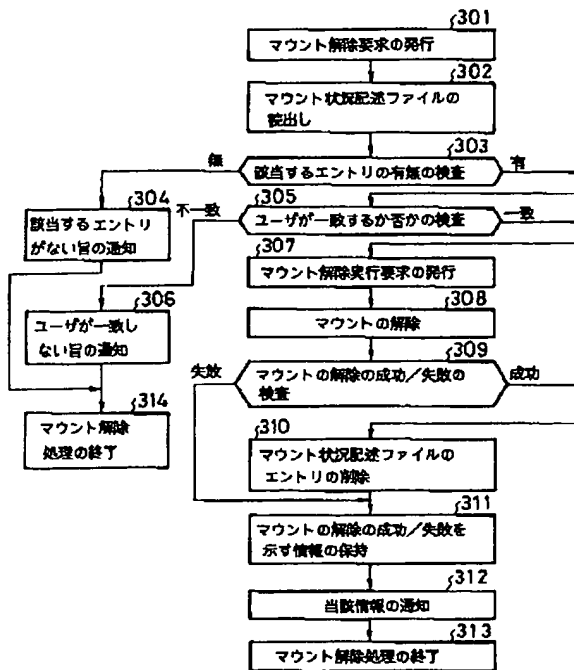 301
マウント解除要求の発行
302
マウント状況記述ファイルの
読出し
303
無
該当するエントリの有無の検査
有
304
該当するエントリ
がない旨の通知
305
不一致
ユーザが一致するか否かの検査
一致
307
マウント解除実行要求の発行
306
ユーザが一致し
ない旨の通知
308
マウントの解除
309
失敗
マウントの解除の成功/失敗の
検査
成功
314
マウント解除
処理の終了
310
マウント状況記述ファイルの
エントリの削除
311
マウントの解除の成功/失敗を
示す情報の保持
312
当該情報の通知
313
マウント解除処理の終了